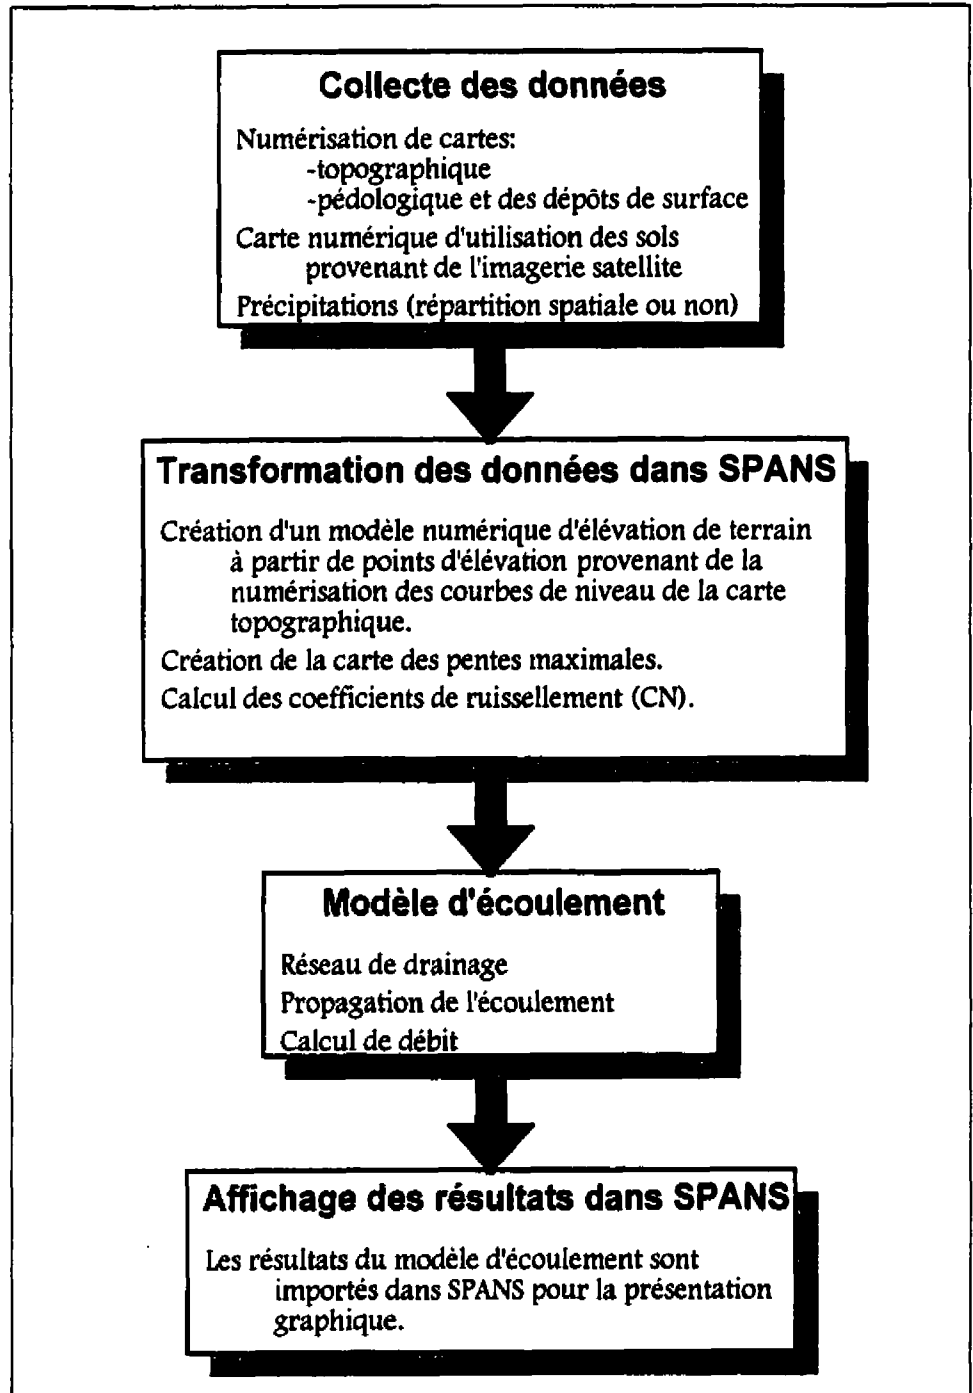 Collecte des données
Numérisation de cartes:
-topographique
-pédologique et des dépôts de surface
Carte numérique d'utilisation des sols
provenant de l'imagerie satellite
Précipitations (répartition spatiale ou non)
Transformation des données dans SPANS
Création d'un modèle numérique d'élévation de terrain
à partir de points d'élévation provenant de la
numérisation des courbes de niveau de la carte
topographique.
Création de la carte des pentes maximales.
Calcul des coefficients de ruissellement (CN).
Modèle d'écoulement
Réseau de drainage
Propagation de l'écoulement
Calcul de débit
Affichage des résultats dans SPANS
Les résultats du modèle d'écoulement sont
importés dans SPANS pour la présentation
graphique.